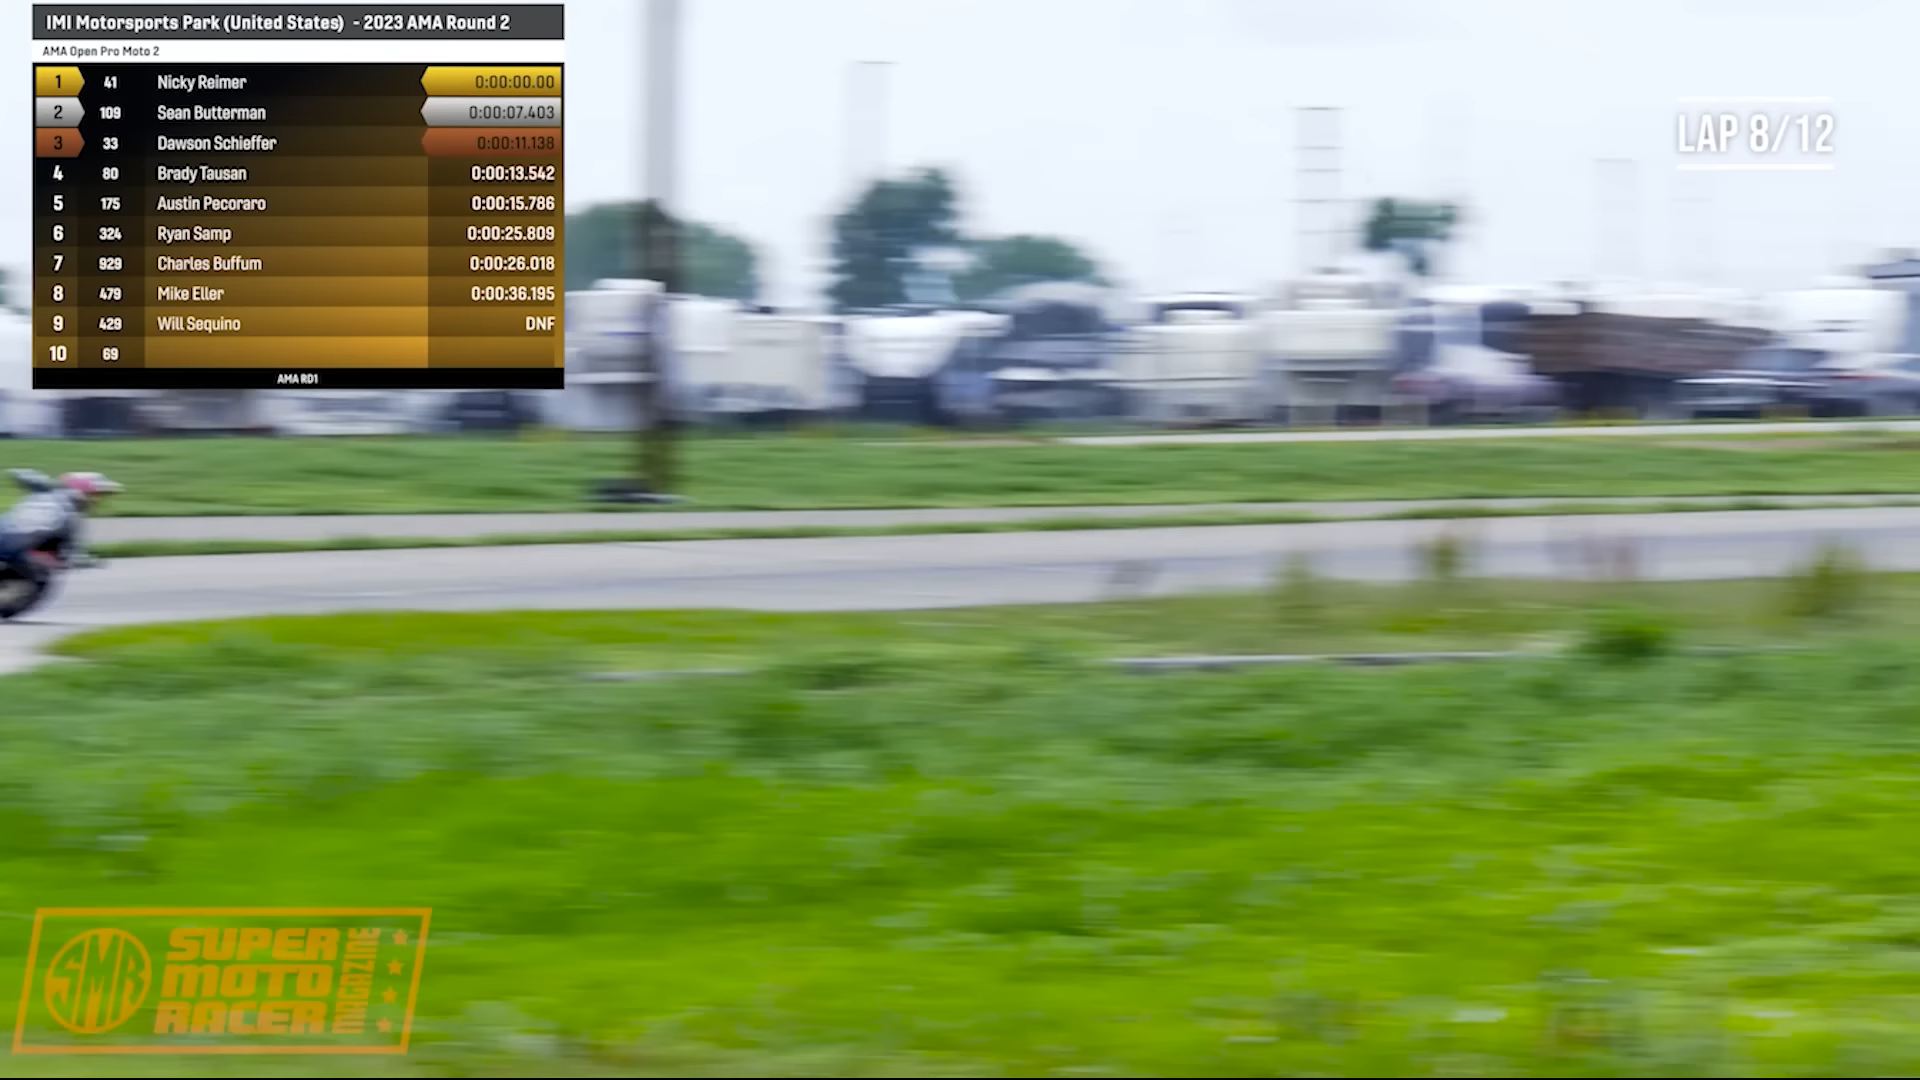 IMI Motorsports Park (United States) - 2023 AMA Round 2
AMA Open Pro Moto 2
1 41 Nicky Reimer 0:00:00.00
2 109 Sean Butterman 0:00:07.403
3 33 Dawson Schieffer 0:00:11.138
4 80 Brady Tausan 0:00:13.542
5 175 Austin Pecoraro 0:00:15.786
6 324 Ryan Samp 0:00:25.809
7 929 Charles Buffum 0:00:26.018
8 479 Mike Eller 0:00:36.195
9 429 Will Sequino DNF
10 69
AMA RD1
LAP 8/12
SMR
SUPER
MOTO
RACER
MAGAZINE